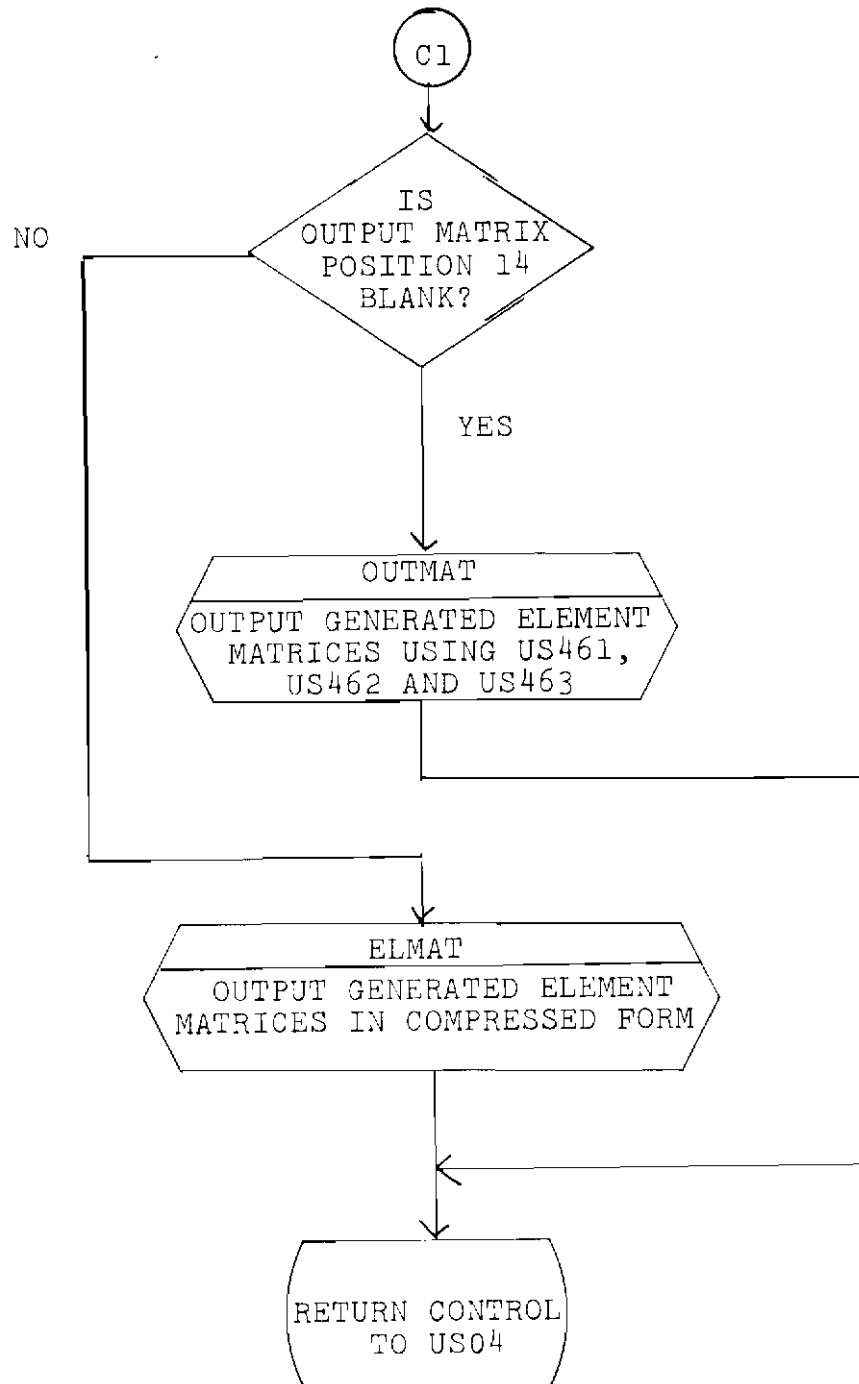 C1
IS
OUTPUT MATRIX
POSITION 14
BLANK?
NO
YES
OUTMAT
OUTPUT GENERATED ELEMENT
MATRICES USING US461,
US462 AND US463
ELMAT
OUTPUT GENERATED ELEMENT
MATRICES IN COMPRESSED FORM
RETURN CONTROL
TO US04